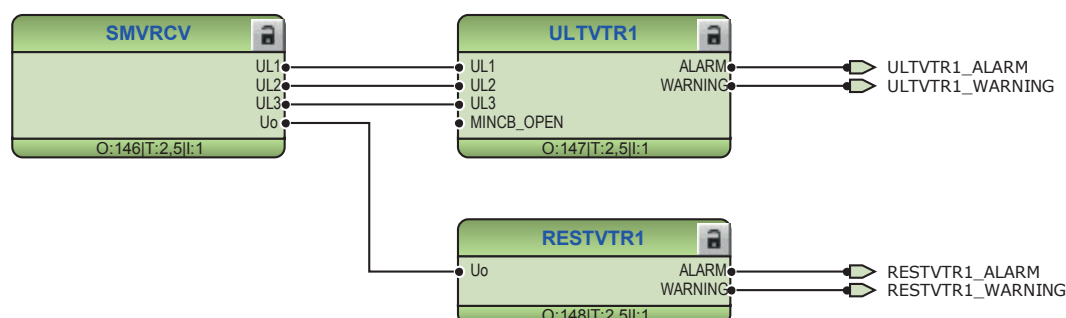 SMVRCV
UL1
UL2
UL3
Uo
O:146|T:2,5|I:1
ULTVTR1
UL1 ALARM
UL2 WARNING
UL3
MINCB_OPEN
O:147|T:2,5|I:1
ULTVTR1_ALARM
ULTVTR1_WARNING
RESTVTR1
Uo ALARM
WARNING
O:148|T:2,5|I:1
RESTVTR1_ALARM
RESTVTR1_WARNING